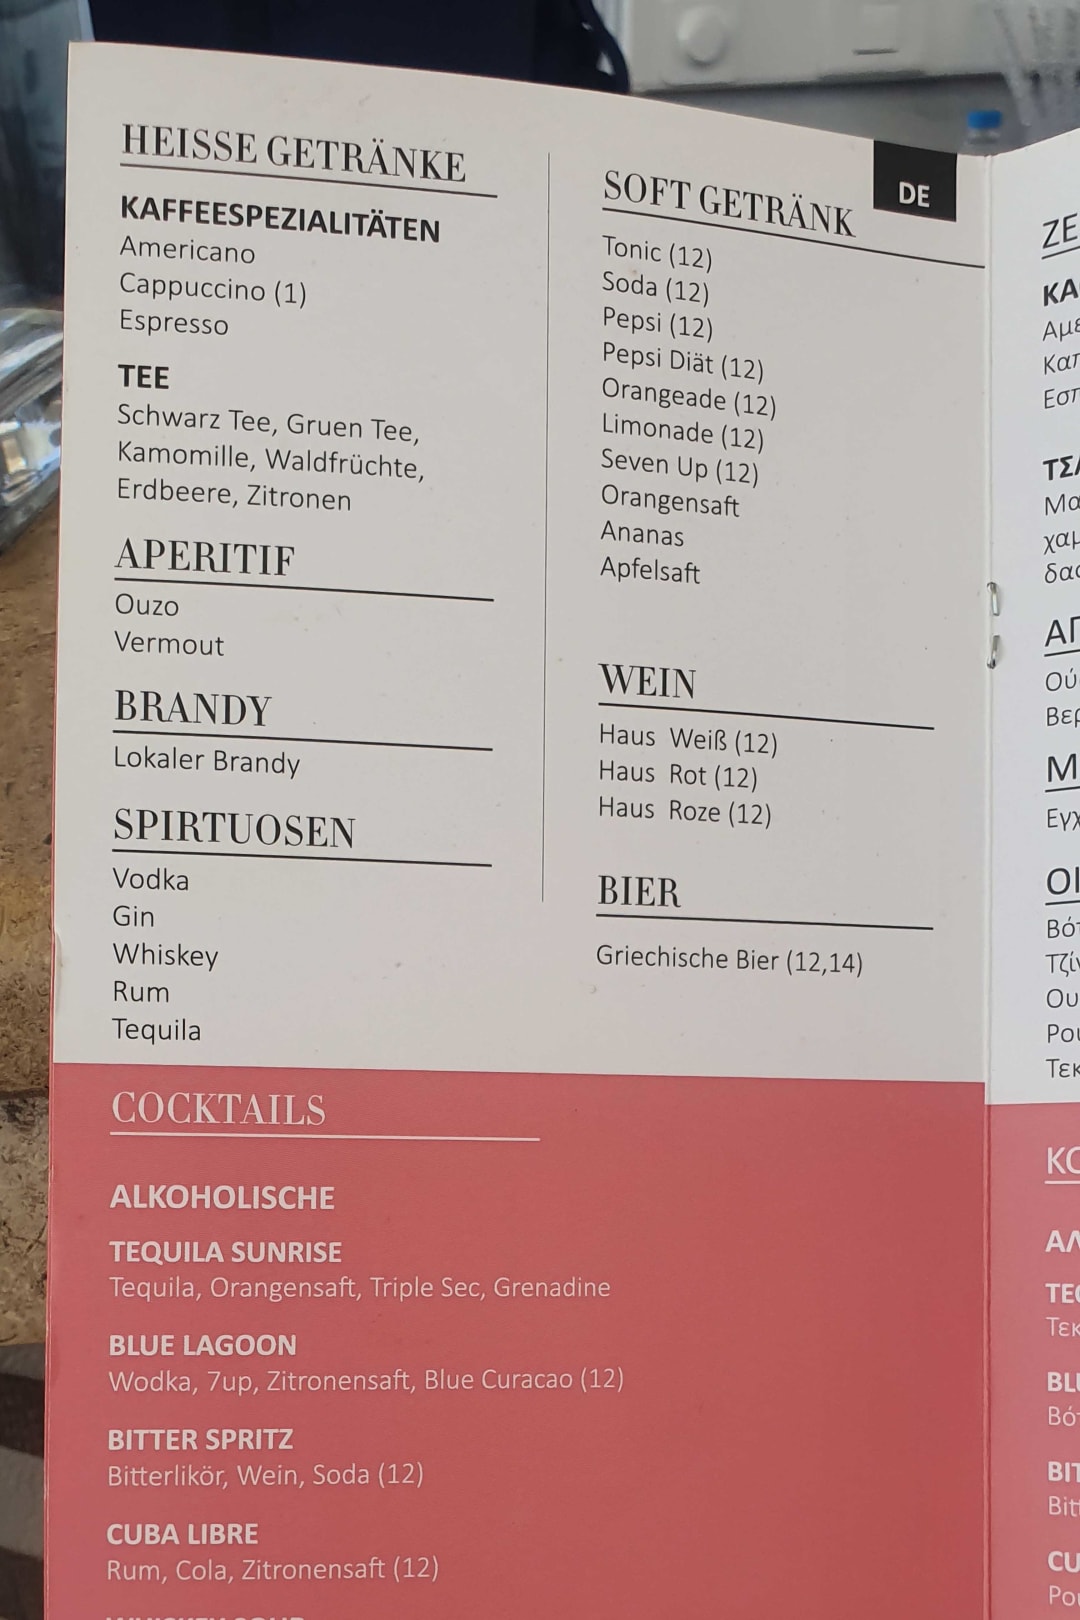 HEISSE GETRÄNKE
KAFFEESPEZIALITÄTEN
Americano
Cappuccino (1)
Espresso
TEE
Schwarz Tee, Gruen Tee,
Kamomille, Waldfrüchte,
Erdbeere, Zitronen
APERITIF
Ouzo
Vermout
BRANDY
Lokaler Brandy
SPIRTUOSEN
Vodka
Gin
Whiskey
Rum
Tequila
DE
SOFT GETRÄNK
Tonic (12)
Soda (12)
Pepsi (12)
Pepsi Diät (12)
Orangeade (12)
Limonade (12)
Seven Up (12)
Orangensaft
Ananas
Apfelsaft
WEIN
Haus Weiß (12)
Haus Rot (12)
Haus Roze (12)
BIER
Griechische Bier (12,14)
COCKTAILS
ALKOHOLISCHE
TEQUILA SUNRISE
Tequila, Orangensaft, Triple Sec, Grenadine
BLUE LAGOON
Wodka, 7up, Zitronensaft, Blue Curacao (12)
BITTER SPRITZ
Bitterlikör, Wein, Soda (12)
CUBA LIBRE
Rum, Cola, Zitronensaft (12)